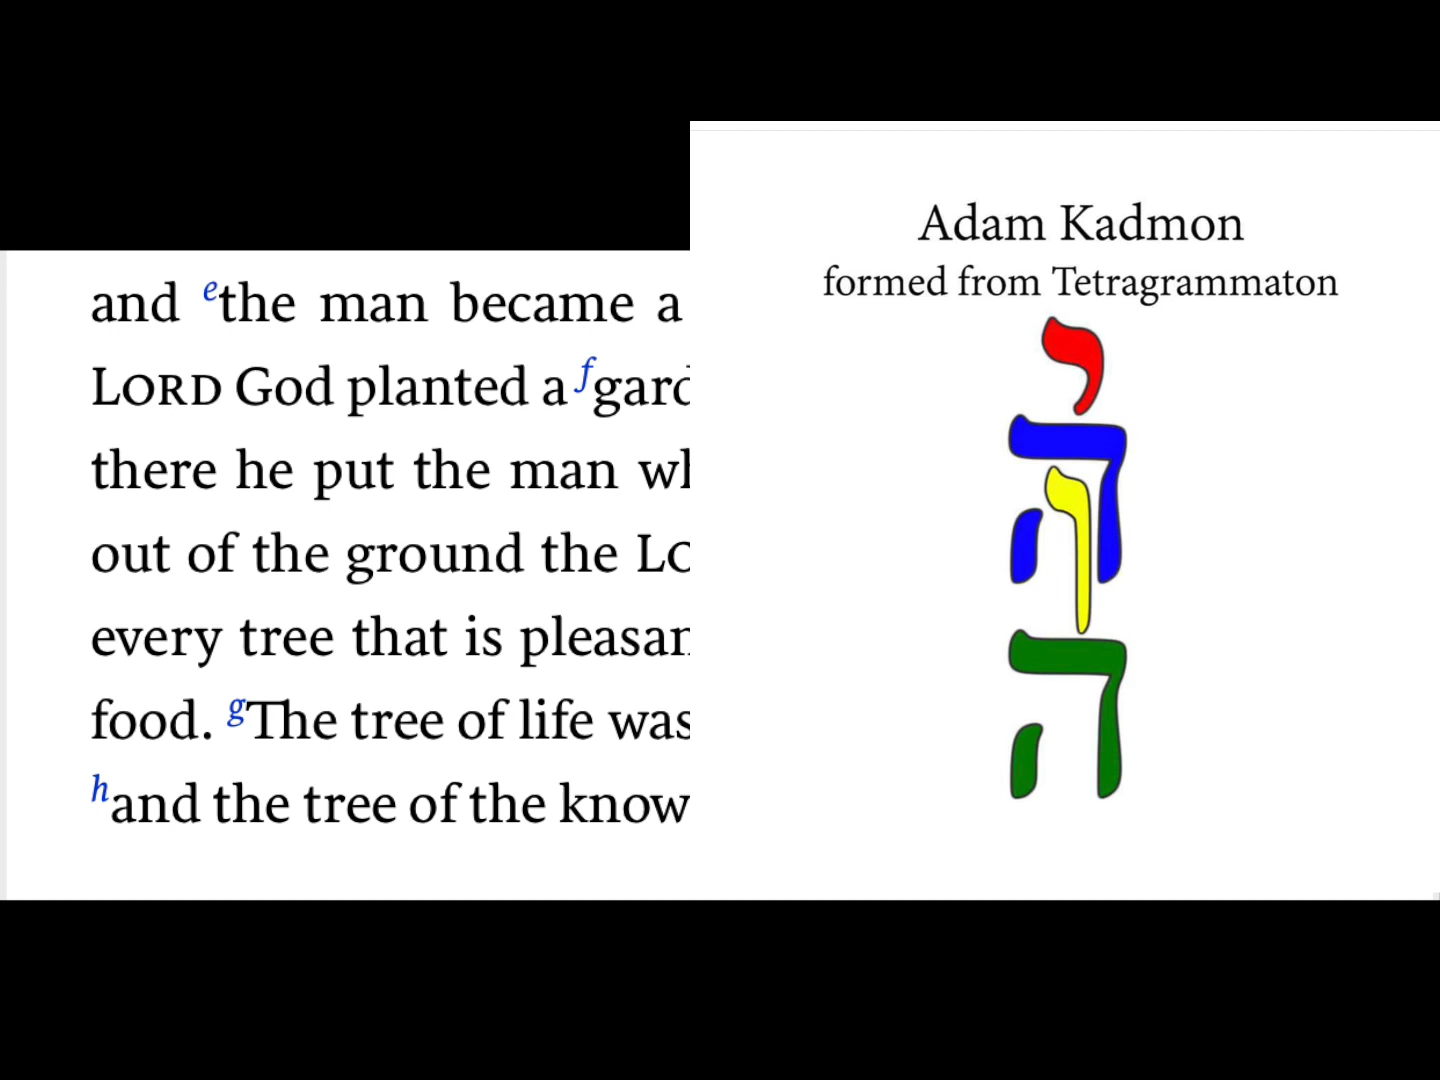 and ᵉthe man became a
LORD God planted a ᶠgard
there he put the man wh
out of the ground the LO
every tree that is pleasan
food. ᵍThe tree of life was
ʰand the tree of the know
Adam Kadmon
formed from Tetragrammaton
י
ה
ו
ה